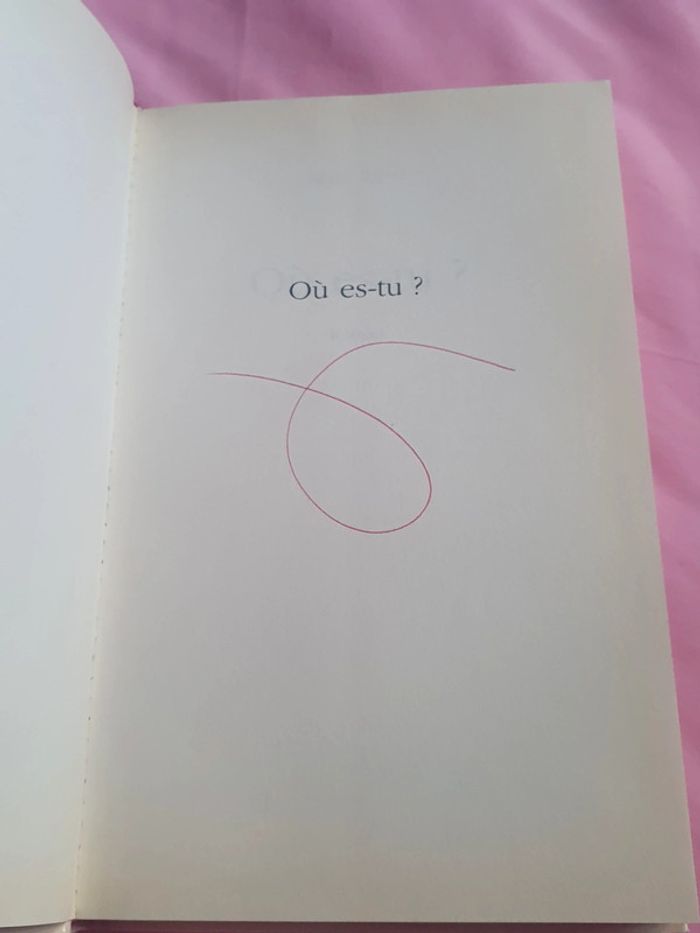 Où es-tu ?